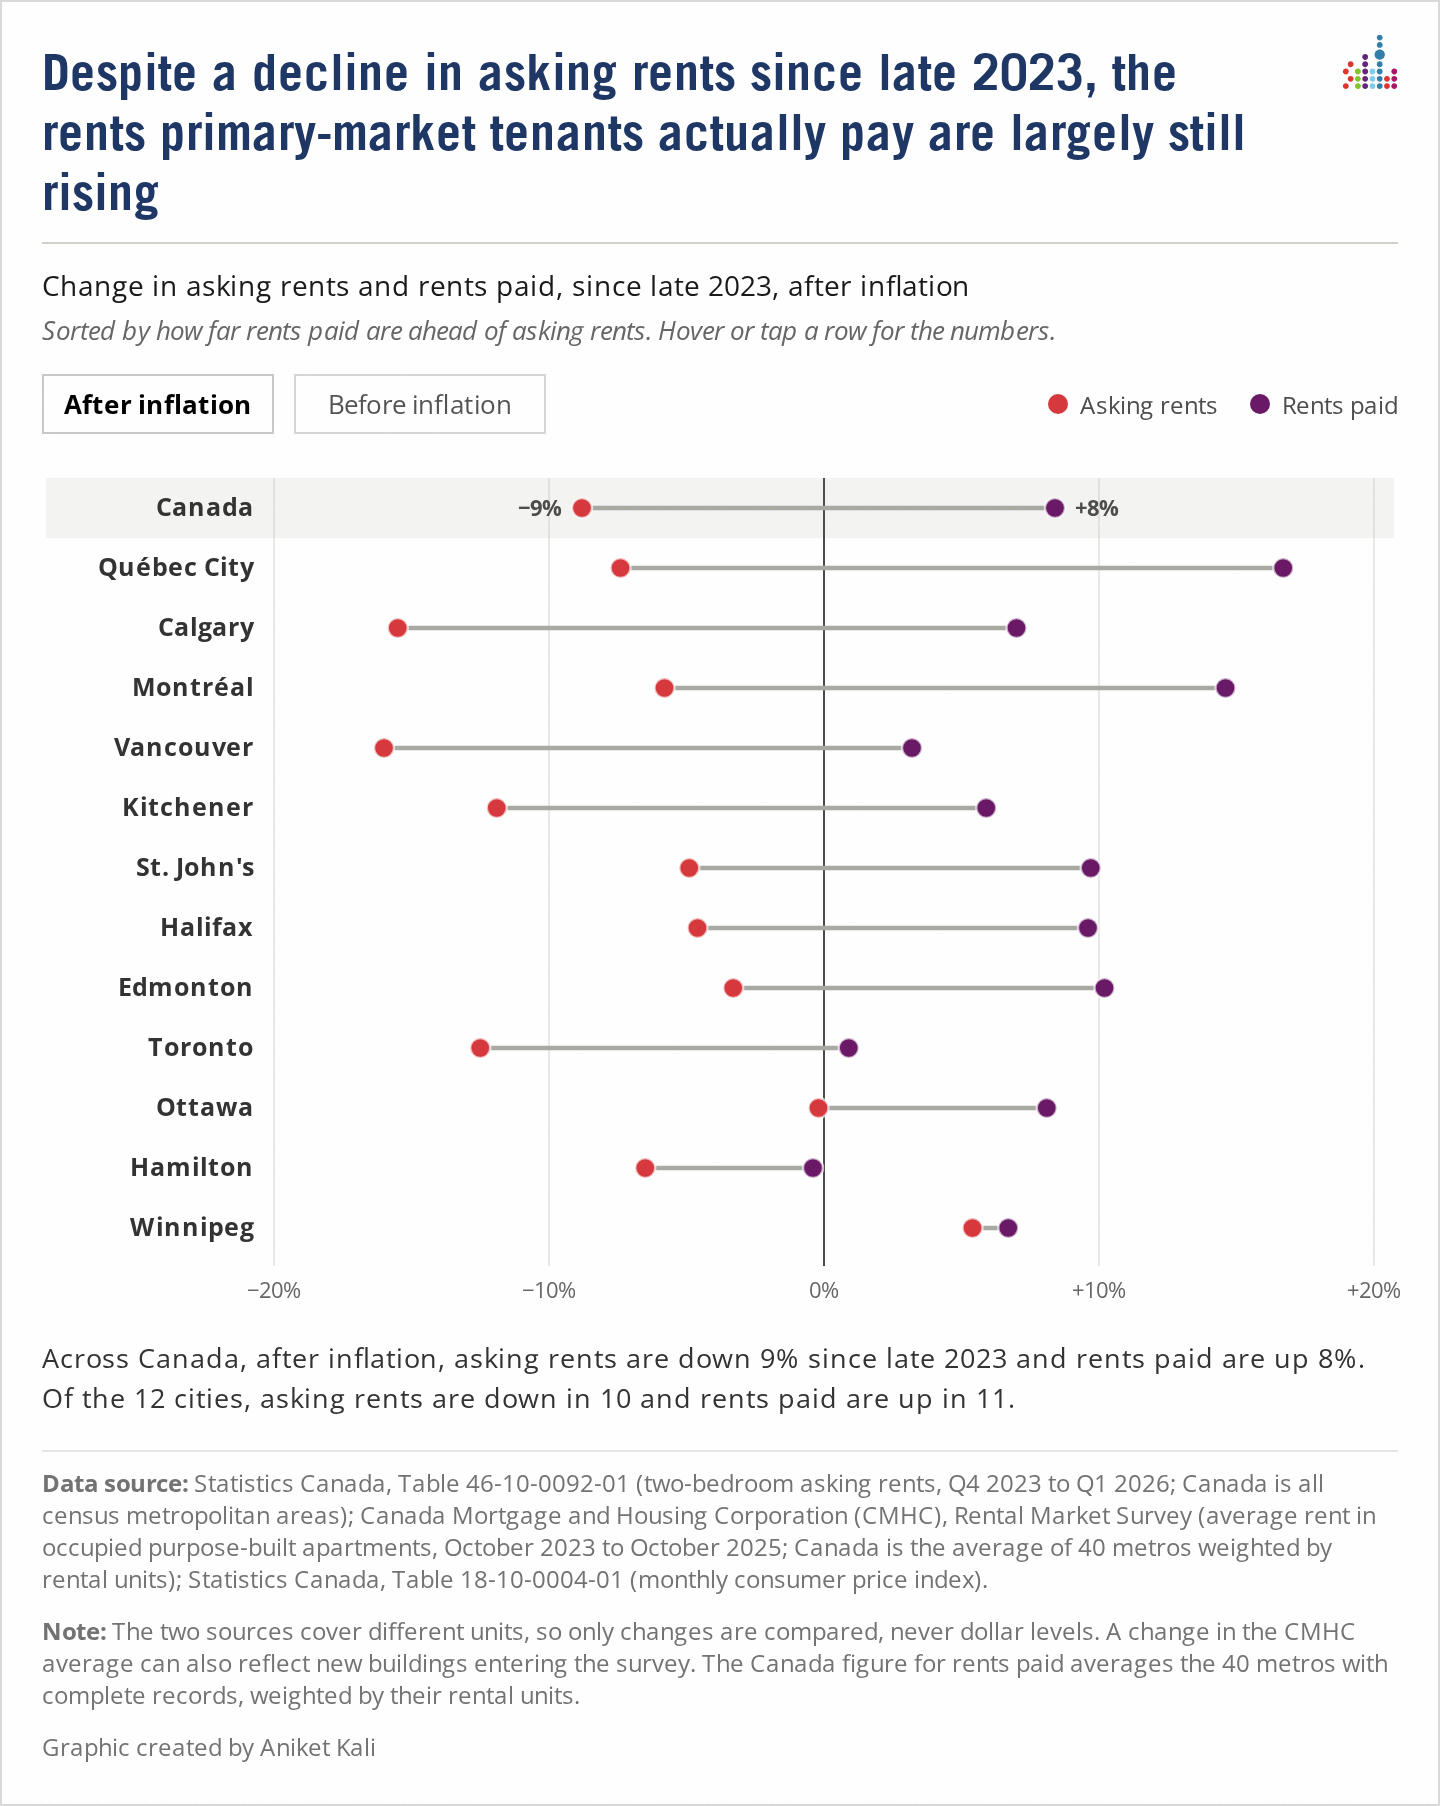 Despite a decline in asking rents since late 2023, the
rents primary-market tenants actually pay are largely still
rising
Change in asking rents and rents paid, since late 2023, after inflation
Sorted by how far rents paid are ahead of asking rents. Hover or tap a row for the numbers.
After inflation Before inflation Asking rents Rents paid
Canada −9% +8%
Québec City
Calgary
Montréal
Vancouver
Kitchener
St. John's
Halifax
Edmonton
Toronto
Ottawa
Hamilton
Winnipeg
−20% −10% 0% +10% +20%
Across Canada, after inflation, asking rents are down 9% since late 2023 and rents paid are up 8%.
Of the 12 cities, asking rents are down in 10 and rents paid are up in 11.
Data source: Statistics Canada, Table 46-10-0092-01 (two-bedroom asking rents, Q4 2023 to Q1 2026; Canada is all
census metropolitan areas); Canada Mortgage and Housing Corporation (CMHC), Rental Market Survey (average rent in
occupied purpose-built apartments, October 2023 to October 2025; Canada is the average of 40 metros weighted by
rental units); Statistics Canada, Table 18-10-0004-01 (monthly consumer price index).
Note: The two sources cover different units, so only changes are compared, never dollar levels. A change in the CMHC
average can also reflect new buildings entering the survey. The Canada figure for rents paid averages the 40 metros with
complete records, weighted by their rental units.
Graphic created by Aniket Kali